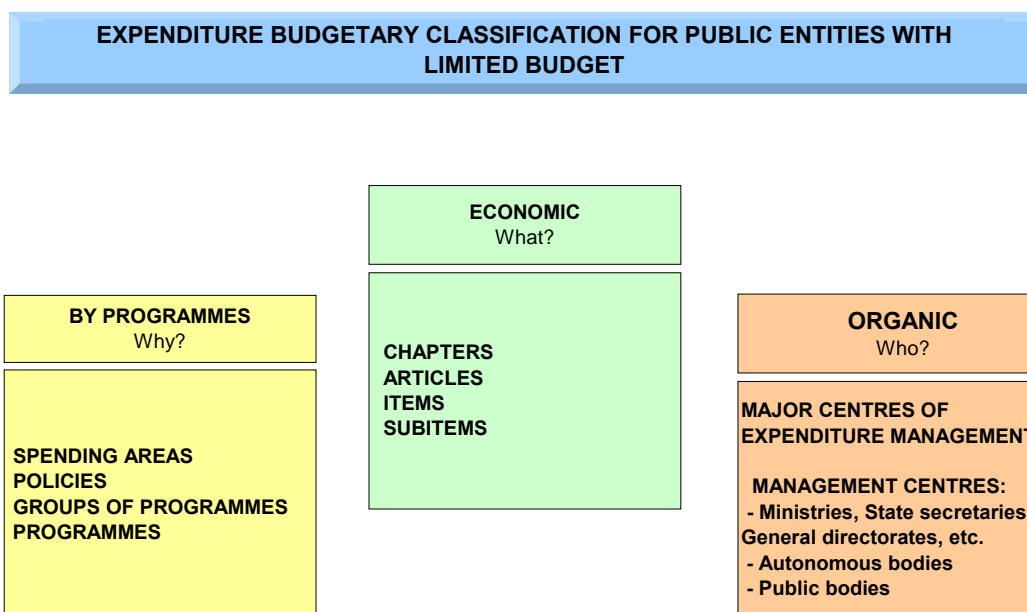 EXPENDITURE BUDGETARY CLASSIFICATION FOR PUBLIC ENTITIES WITH
LIMITED BUDGET
ECONOMIC
What?
CHAPTERS
ARTICLES
ITEMS
SUBITEMS
BY PROGRAMMES
Why?
SPENDING AREAS
POLICIES
GROUPS OF PROGRAMMES
PROGRAMMES
ORGANIC
Who?
MAJOR CENTRES OF
EXPENDITURE MANAGEMENT
MANAGEMENT CENTRES:
- Ministries, State secretaries
General directorates, etc.
- Autonomous bodies
- Public bodies